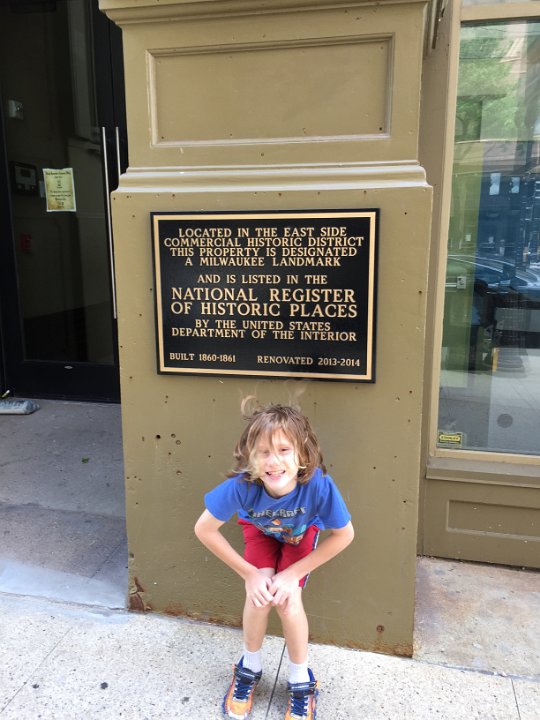 LOCATED IN THE EAST SIDE
COMMERCIAL HISTORIC DISTRICT
THIS PROPERTY IS DESIGNATED
A MILWAUKEE LANDMARK
AND IS LISTED IN THE
NATIONAL REGISTER
OF HISTORIC PLACES
BY THE UNITED STATES
DEPARTMENT OF THE INTERIOR
BUILT 1860-1861 RENOVATED 2013-2014